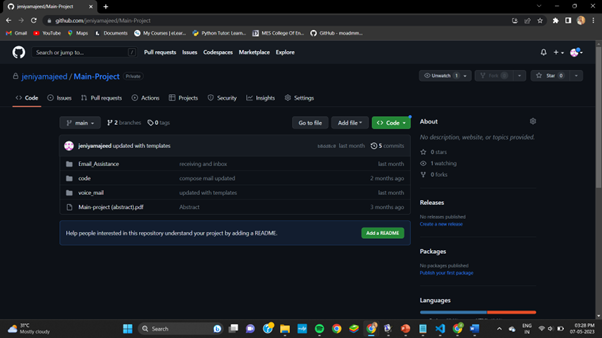 jeniyamajeed/Main-Project
github.com/jeniyamajeed/Main-Project
Gmail YouTube Maps Documents My Courses | eLear... Python Tutor: Learn... MES College Of En... GitHub - moadmm...
Search or jump to... / Pull requests Issues Codespaces Marketplace Explore
jeniyamajeed / Main-Project Private Unwatch 1 Fork Star 0
Code Issues Pull requests Actions Projects Security Insights Settings
main 2 branches 0 tags Go to file Add file Code
jeniyamajeed updated with templates last month 5 commits
Email_Assistance receiving and inbox last month
code compose mail updated 2 months ago
voice_mail updated with templates last month
Main-project (abstract).pdf Abstract 3 months ago
Help people interested in this repository understand your project by adding a README. Add a README
About
No description, website, or topics provided.
0 stars
1 watching
0 forks
Releases
No releases published
Create a new release
Packages
No packages published
Publish your first package
Languages
31°C
Mostly cloudy
Search
ENG
IN
03:28 PM
07-05-2023